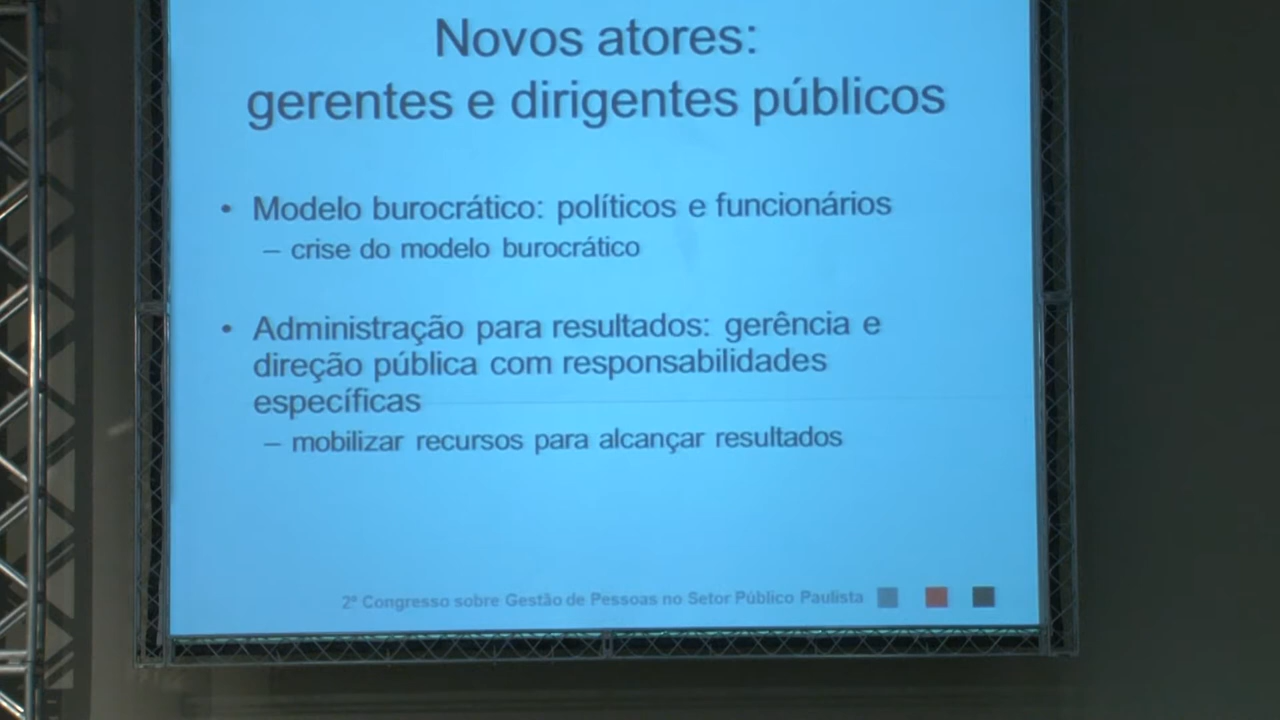 Novos atores:
gerentes e dirigentes públicos
• Modelo burocrático: políticos e funcionários
– crise do modelo burocrático
• Administração para resultados: gerência e
direção pública com responsabilidades
específicas
– mobilizar recursos para alcançar resultados
2º Congresso sobre Gestão de Pessoas no Setor Público Paulista